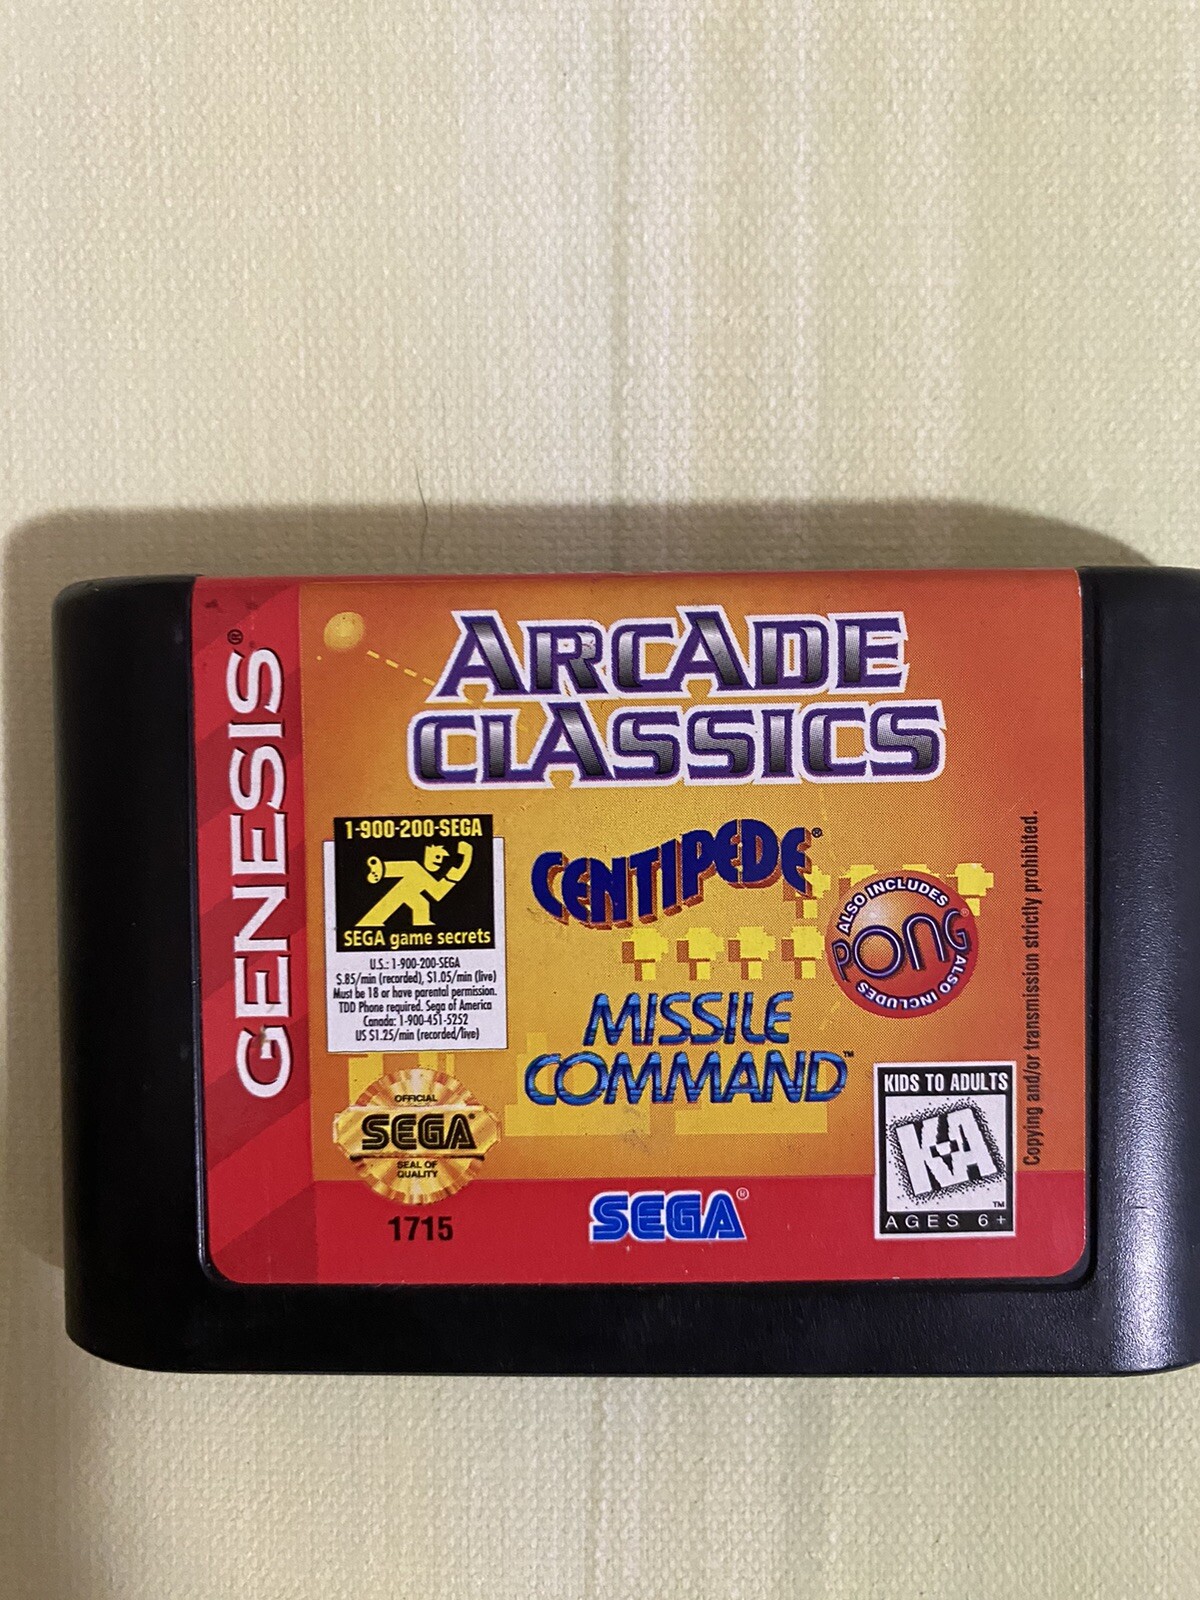 GENESIS®
ARCADE
CLASSICS
1-900-200-SEGA
SEGA game secrets
U.S.: 1-900-200-SEGA
$.85/min (recorded), $1.05/min (live)
Must be 18 or have parental permission.
TDD Phone required. Sega of America
Canada: 1-900-451-5252
US $1.25/min (recorded/live)
CENTIPEDE®
ALSO INCLUDES
PONG®
ALSO INCLUDES
MISSILE
COMMAND™
OFFICIAL
SEGA®
SEAL OF
QUALITY
1715
SEGA®
KIDS TO ADULTS
K-A
™
AGES 6+
Copying and/or transmission strictly prohibited.